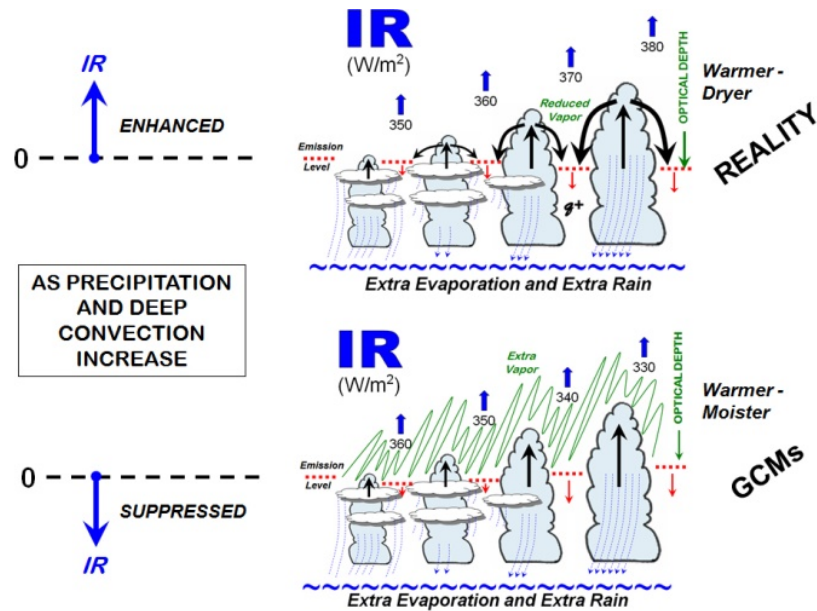 IR
ENHANCED
0
IR
(W/m²)
350
360
370
380
Reduced
Vapor
Emission
Level
OPTICAL DEPTH
Warmer -
Dryer
REALITY
g+
Extra Evaporation and Extra Rain
AS PRECIPITATION
AND DEEP
CONVECTION
INCREASE
0
SUPPRESSED
IR
IR
(W/m²)
360
350
340
330
Extra
Vapor
Emission
Level
OPTICAL DEPTH
Warmer -
Moister
GCMs
Extra Evaporation and Extra Rain